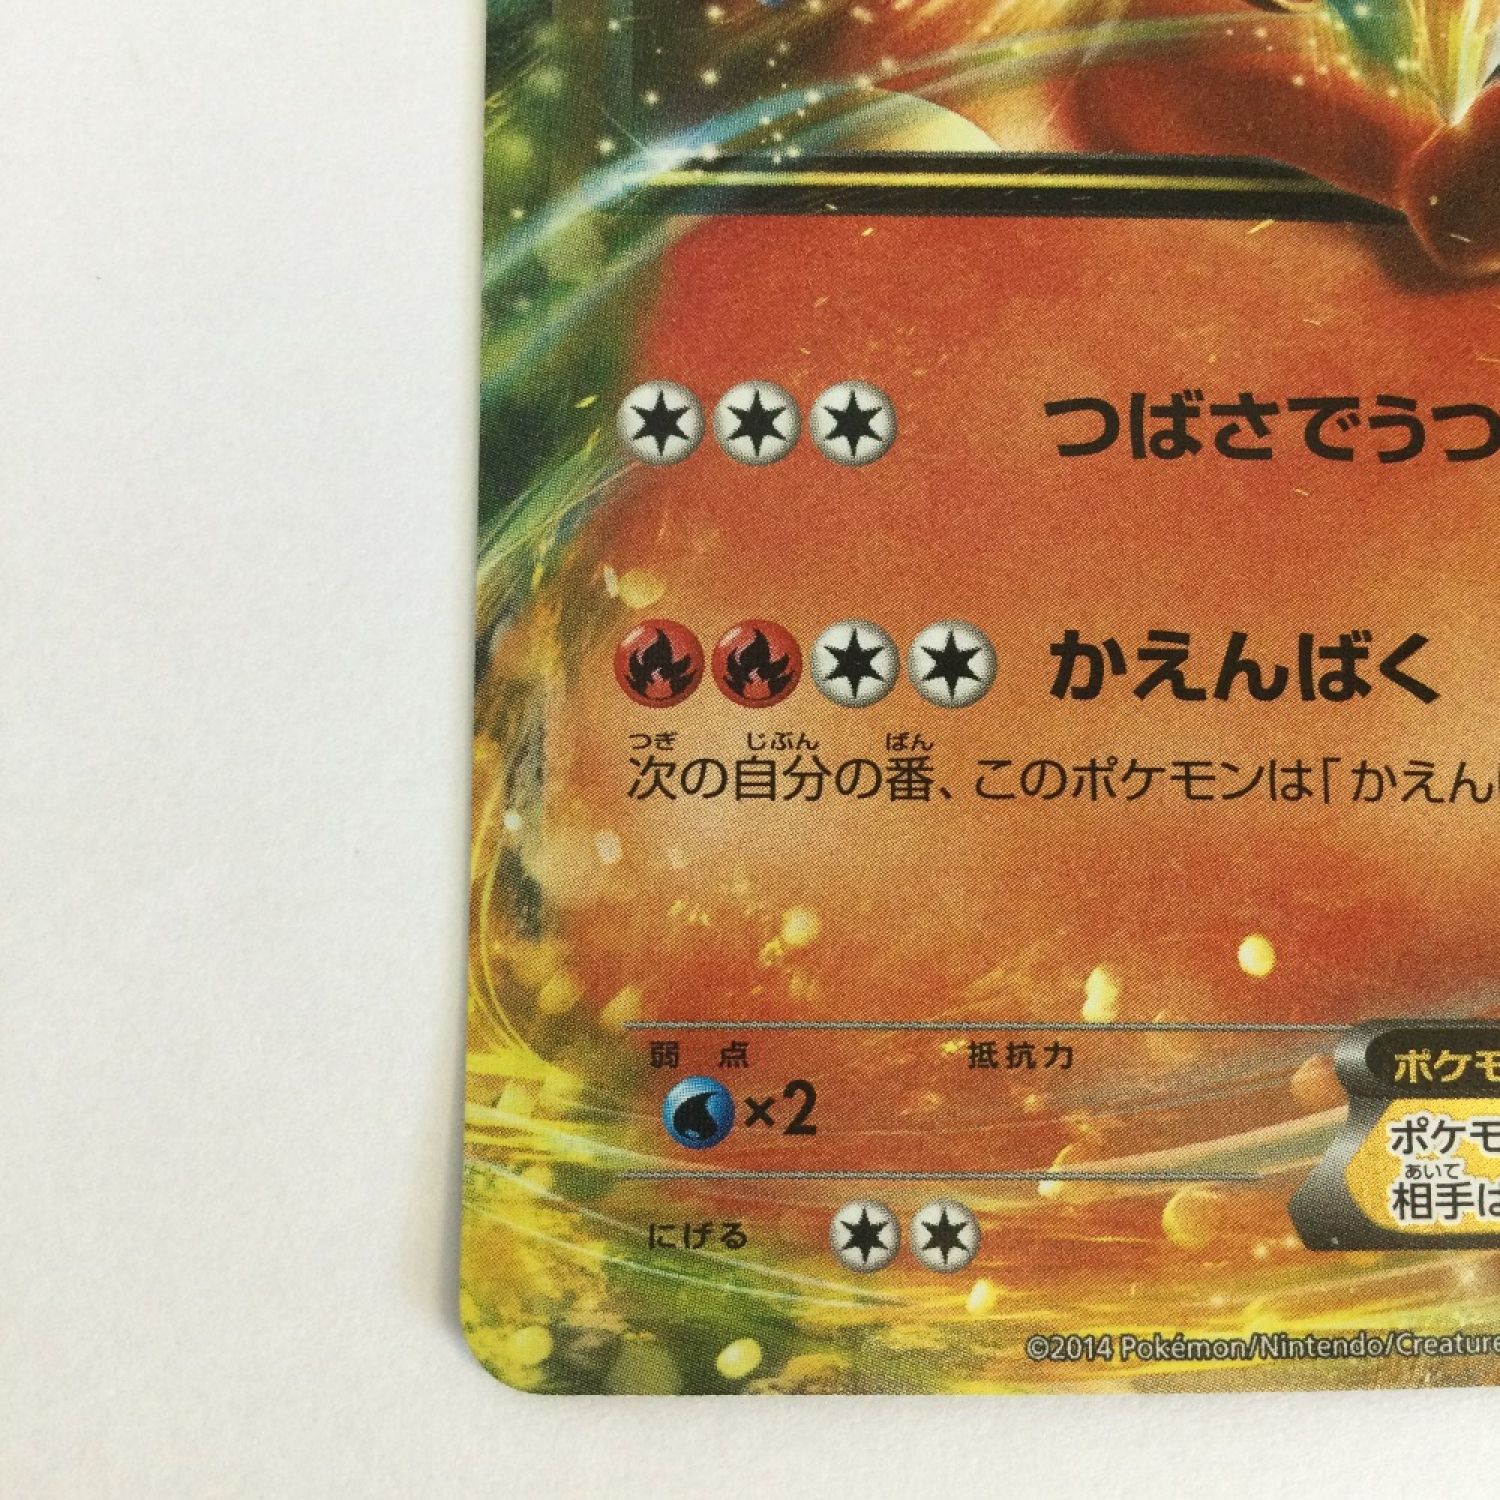 つばさでうつ
かえんばく
つぎ じぶん ばん
次の自分の番、このポケモンは「かえん
弱点 抵抗力
×2
ポケモ
ポケモ
あいて
相手は
にげる
©2014 Pokémon/Nintendo/Creature